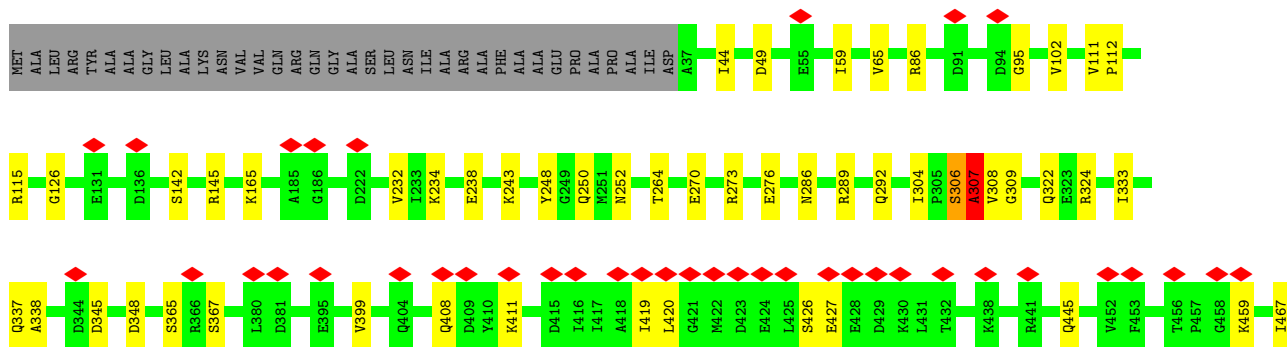 MET ALA LEU ARG TYR ALA ALA GLY LEU ALA LYS ASN VAL VAL GLN ARG GLN GLY ALA SER LEU ASN ILE ALA ARG ALA PHE ALA ALA GLU PRO ALA PRO ALA ILE ASP A37 I44 D49 E55 I59 V65 R86 D91 D94 G95 V102 V111 P112
R115 G126 E131 D136 S142 R145 K165 A185 G186 D222 V232 I233 K234 E238 K243 Y248 G249 Q250 M251 N252 T264 E270 R273 E276 N286 R289 Q292 I304 P305 S306 A307 V308 G309 Q322 E323 R324 I333
Q337 A338 D344 D345 D348 S365 R366 S367 L380 D381 E395 V399 Q404 Q408 D409 Y410 K411 D415 I416 I417 A418 I419 L420 G421 M422 D423 E424 L425 S426 E427 E428 D429 K430 L431 T432 K438 R441 Q445 V452 F453 T456 P457 G458 K459 I467